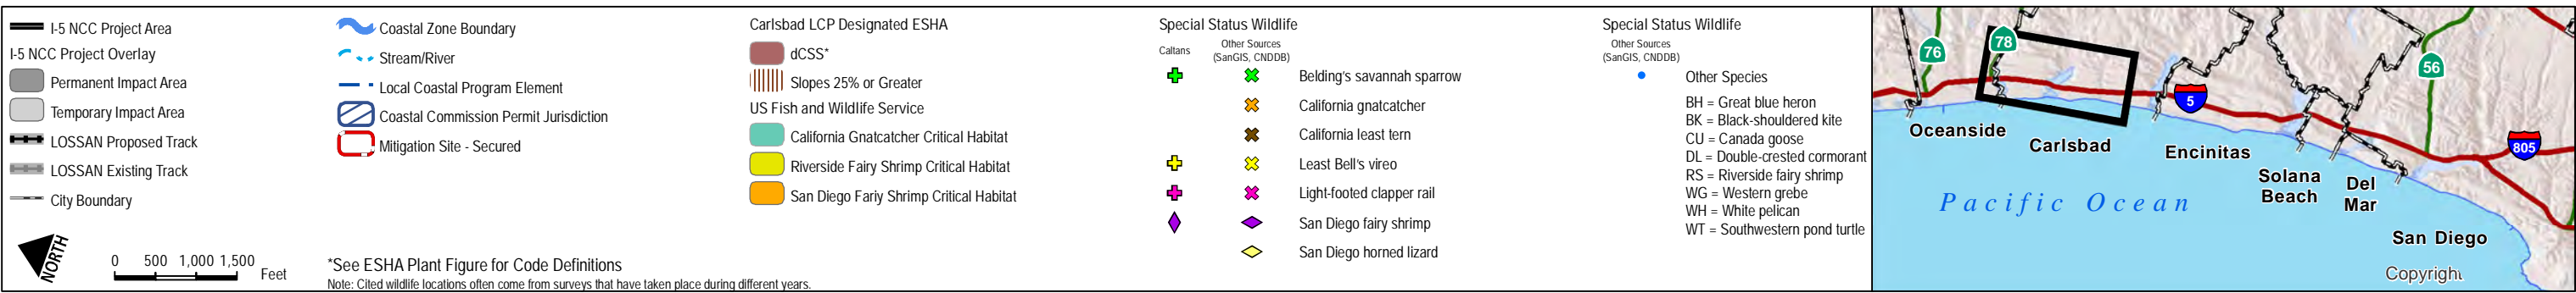 I-5 NCC Project Area
I-5 NCC Project Overlay
Permanent Impact Area
Temporary Impact Area
LOSSAN Proposed Track
LOSSAN Existing Track
City Boundary
NORTH
0 500 1,000 1,500
Feet
Coastal Zone Boundary
Stream/River
Local Coastal Program Element
Coastal Commission Permit Jurisdiction
Mitigation Site - Secured
*See ESHA Plant Figure for Code Definitions
Note: Cited wildlife locations often come from surveys that have taken place during different years.
Carlsbad LCP Designated ESHA
dCSS*
Slopes 25% or Greater
US Fish and Wildlife Service
California Gnatcatcher Critical Habitat
Riverside Fairy Shrimp Critical Habitat
San Diego Fariy Shrimp Critical Habitat
Special Status Wildlife
Caltans
Other Sources
(SanGIS, CNDDB)
Belding's savannah sparrow
California gnatcatcher
California least tern
Least Bell's vireo
Light-footed clapper rail
San Diego fairy shrimp
San Diego horned lizard
Special Status Wildlife
Other Sources
(SanGIS, CNDDB)
Other Species
BH = Great blue heron
BK = Black-shouldered kite
CU = Canada goose
DL = Double-crested cormorant
RS = Riverside fairy shrimp
WG = Western grebe
WH = White pelican
WT = Southwestern pond turtle
76
78
56
5
805
Oceanside
Carlsbad
Encinitas
Solana
Beach
Del
Mar
San Diego
Pacific Ocean
Copyright